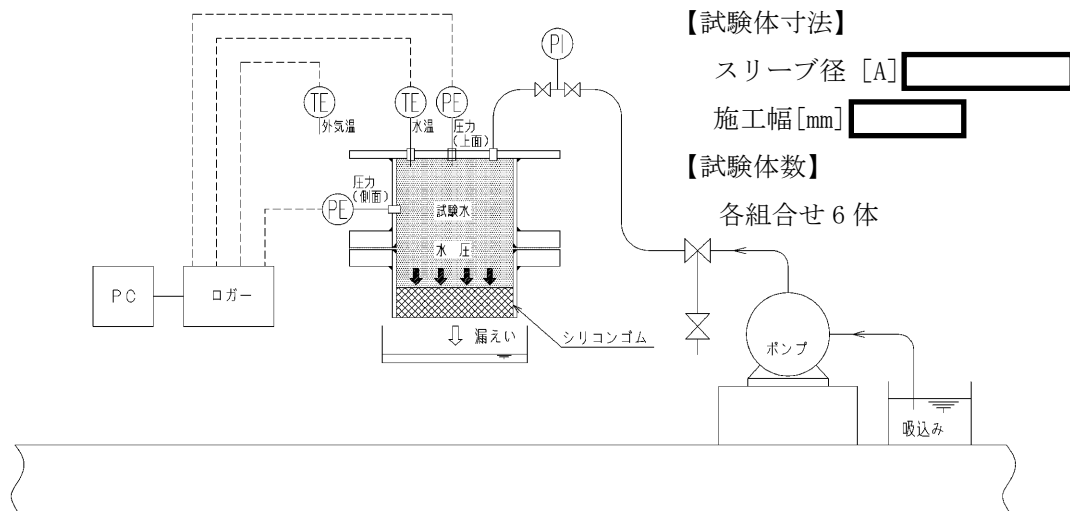 【試験体寸法】
スリーブ径 [A]
施工幅[mm]
【試験体数】
各組合せ6体
PI
TE
外気温
TE
水温
PE
圧力
(上面)
圧力
(側面)
PE
試験水
水 圧
PC
ロガー
漏えい
シリコンゴム
ポンプ
吸込み